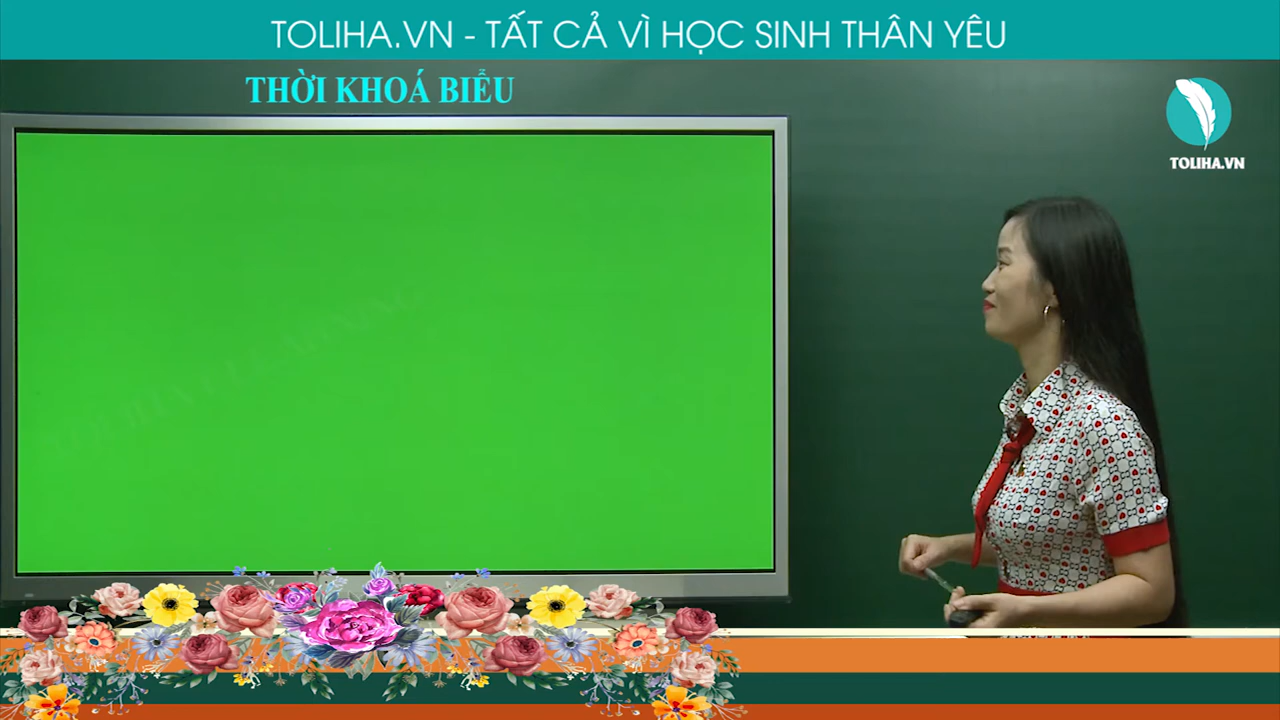 TOLIHA.VN - TẤT CẢ VÌ HỌC SINH THÂN YÊU
THỜI KHOÁ BIỂU
TOLIHA.VN